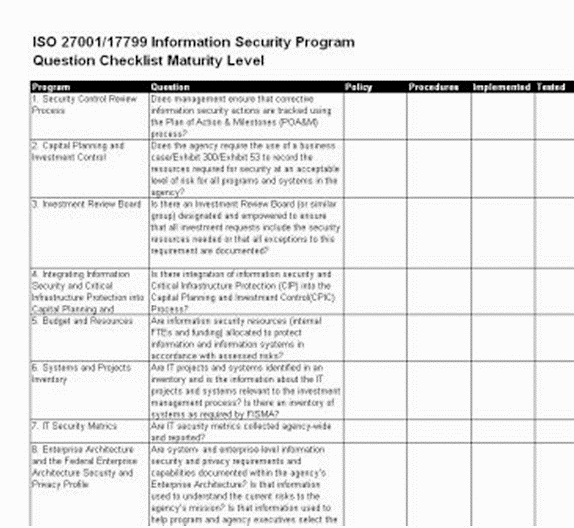 ISO 27001/17799 Information Security Program
Question Checklist Maturity Level
Program Question Policy Procedures Implemented Tested
1. Security Control Review
Process
Does management ensure that corrective
information security actions are tracked using
the Plan of Action & Milestones (POA&M)
process?
2. Capital Planning and
Investment Control
Does the agency require the use of a business
case/Exhibit 300/Exhibit 53 to record the
resources required for security at an acceptable
level of risk for all programs and systems in the
agency?
3. Investment Review Board
Is there an Investment Review Board (or similar
group) designated and empowered to ensure
that all investment requests include the security
resources needed or that all exceptions to this
requirement are documented?
4. Integrating Information
Security and Critical
Infrastructure Protection into
Capital Planning and
Is there integration of information security and
Critical Infrastructure Protection (CIP) into the
Capital Planning and Investment Control(CPIC)
Process?
5. Budget and Resources
Are information security resources (internal
FTEs and funding) allocated to protect
information and information systems in
accordance with assessed risks?
6. Systems and Projects
Inventory
Are IT projects and systems identified in an
inventory and is the information about the IT
projects and systems relevant to the investment
management process? Is there an inventory of
systems as required by FISMA?
7. IT Security Metrics
Are IT security metrics collected agency-wide
and reported?
8. Enterprise Architecture
and the Federal Enterprise
Architecture Security and
Privacy Profile
Are system- and enterprise-level information
security and privacy requirements and
capabilities documented within the agency's
Enterprise Architecture? Is that information
used to understand the current risks to the
agency's mission? Is that information used to
help program and agency executives select the